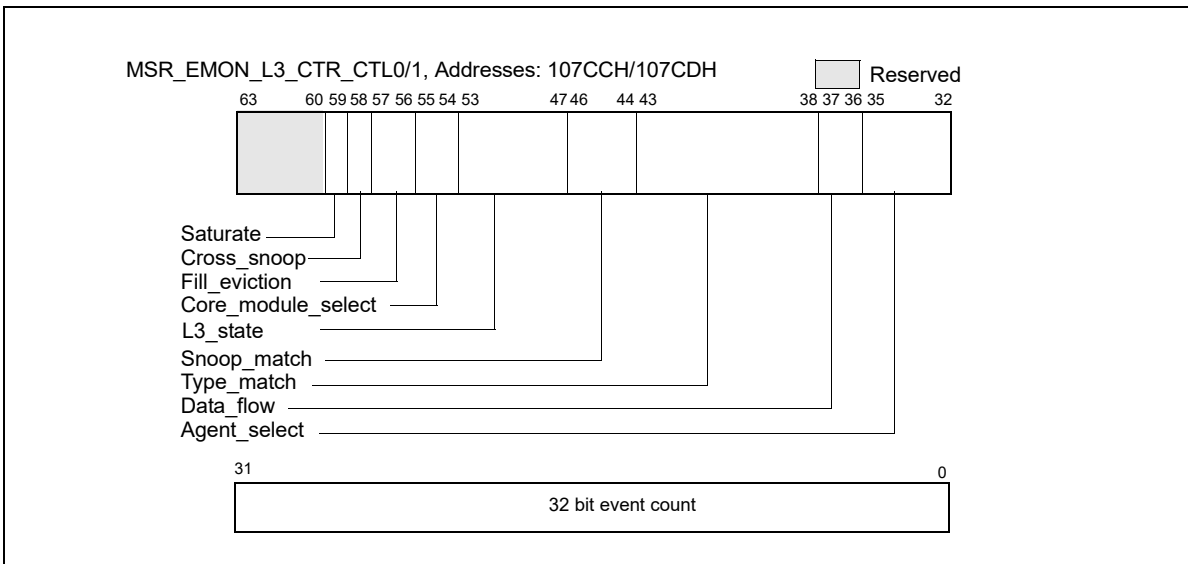 MSR_EMON_L3_CTR_CTL0/1, Addresses: 107CCH/107CDH
Reserved
63 60 59 58 57 56 55 54 53 47 46 44 43 38 37 36 35 32
Saturate
Cross_snoop
Fill_eviction
Core_module_select
L3_state
Snoop_match
Type_match
Data_flow
Agent_select
31 0
32 bit event count